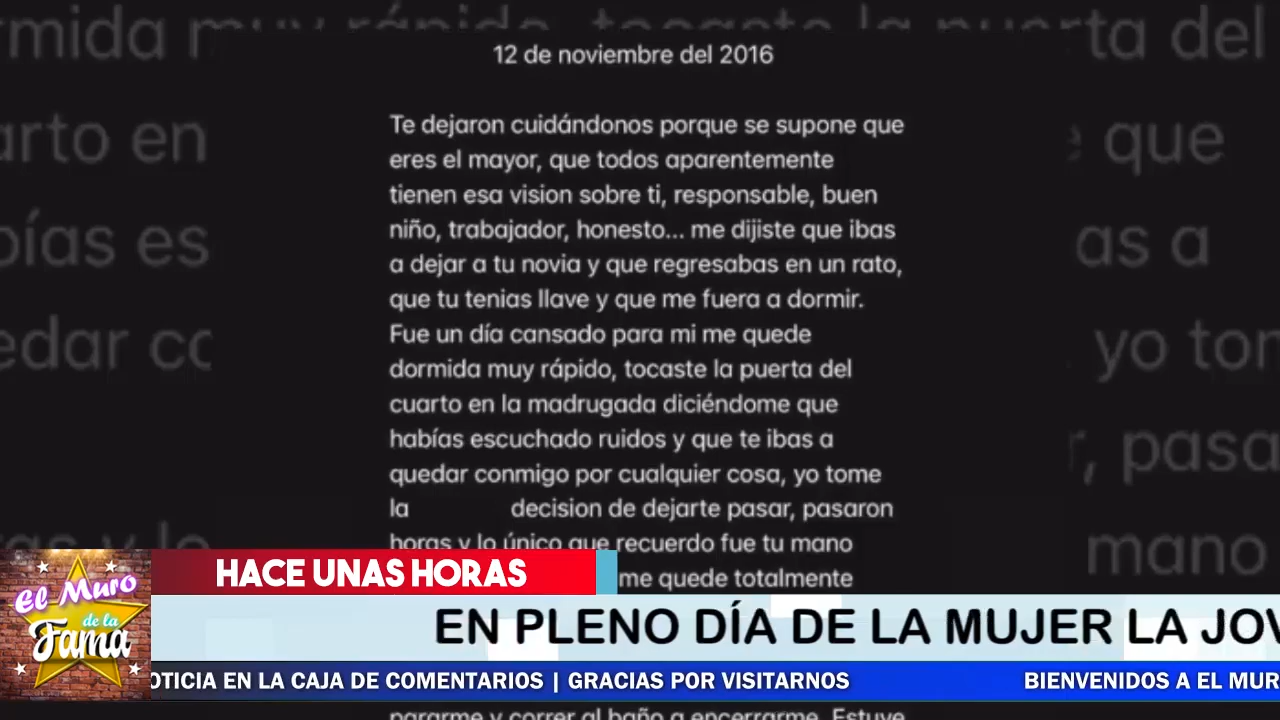 12 de noviembre del 2016
Te dejaron cuidándonos porque se supone que
eres el mayor, que todos aparentemente
tienen esa vision sobre ti, responsable, buen
niño, trabajador, honesto... me dijiste que ibas
a dejar a tu novia y que regresabas en un rato,
que tu tenias llave y que me fuera a dormir.
Fue un día cansado para mi me quede
dormida muy rápido, tocaste la puerta del
cuarto en la madrugada diciéndome que
habías escuchado ruidos y que te ibas a
quedar conmigo por cualquier cosa, yo tome
la decision de dejarte pasar, pasaron
horas y lo único que recuerdo fue tu mano
me quede totalmente
HACE UNAS HORAS
EN PLENO DÍA DE LA MUJER LA JOV
El Muro
de la
Fama
OTICIA EN LA CAJA DE COMENTARIOS | GRACIAS POR VISITARNOS
BIENVENIDOS A EL MUR
pararme y correr al baño a encerrarme. Estuve